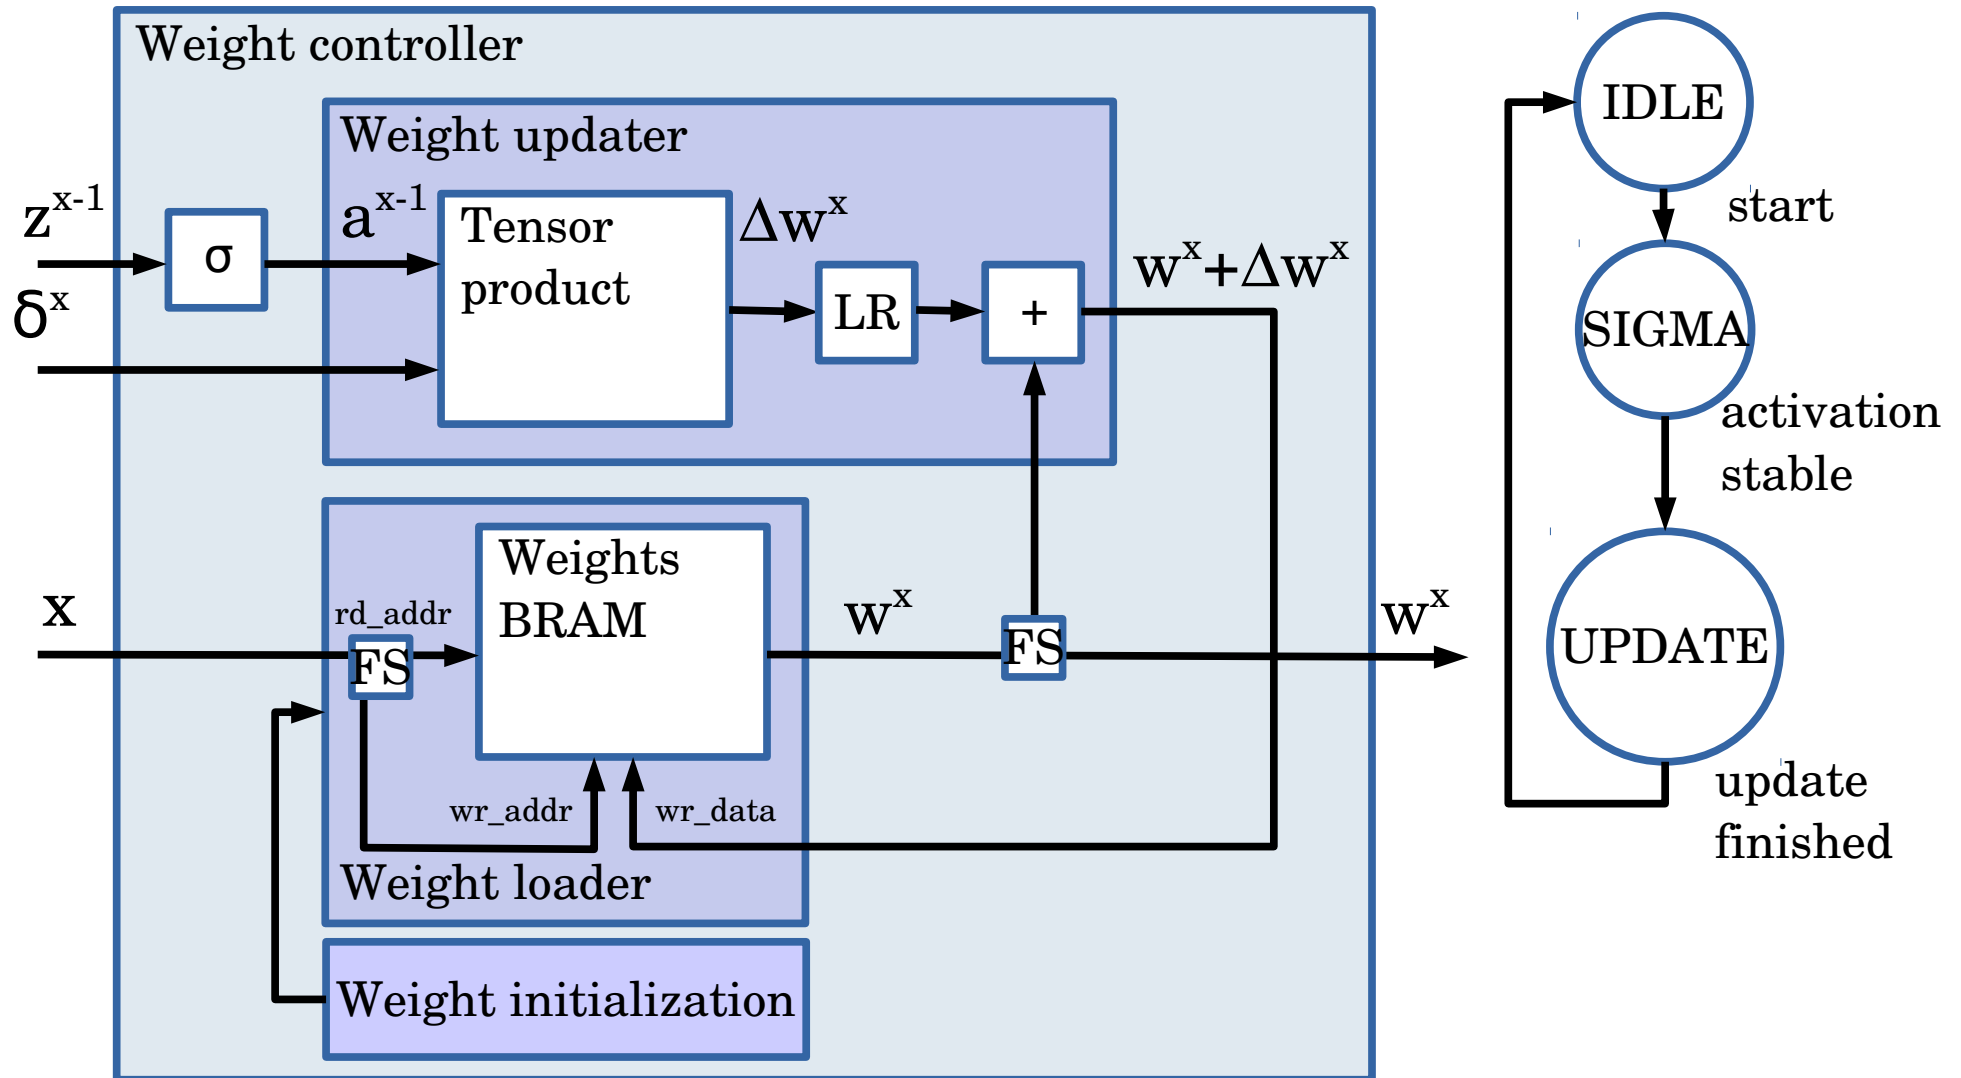 Weight controller
Weight updater
z^x-1
σ
a^x-1
δ^x
Tensor
product
Δw^x
LR
+
w^x+Δw^x
x
rd_addr
FS
Weights
BRAM
w^x
FS
w^x
wr_addr
wr_data
Weight loader
Weight initialization
IDLE
start
SIGMA
activation
stable
UPDATE
update
finished